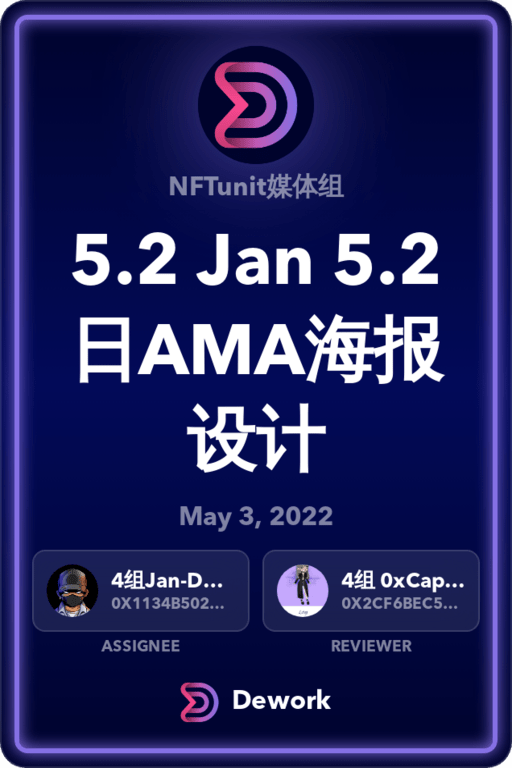 NFTunit媒体组
5.2 Jan 5.2
日AMA海报
设计
May 3, 2022
4组Jan-D...
0X1134B502...
4组 0xCap...
0X2CF6BEC5...
ASSIGNEE
REVIEWER
Dework